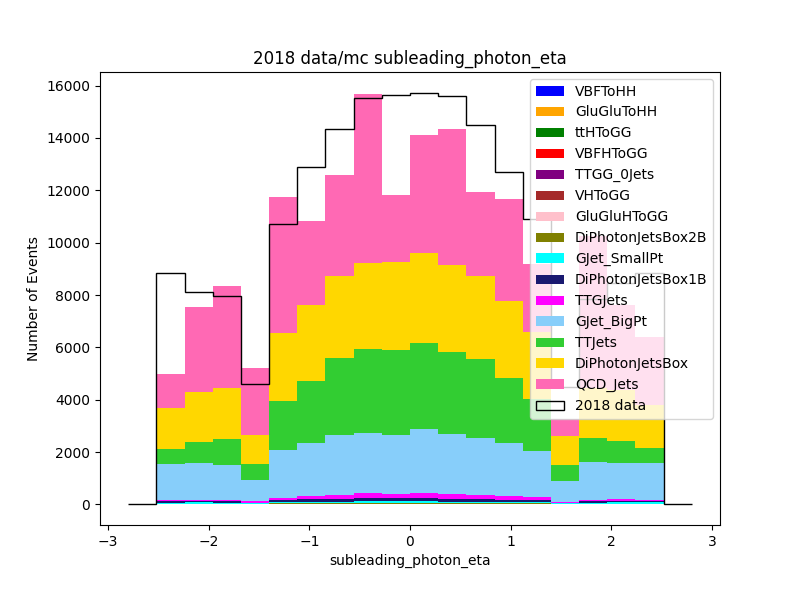 2018 data/mc subleading_photon_eta
16000
14000
12000
10000
8000
6000
4000
2000
0
Number of Events
−3
−2
−1
0
1
2
3
subleading_photon_eta
VBFToHH
GluGluToHH
ttHToGG
VBFHToGG
TTGG_0Jets
VHToGG
GluGluHToGG
DiPhotonJetsBox2B
GJet_SmallPt
DiPhotonJetsBox1B
TTGJets
GJet_BigPt
TTJets
DiPhotonJetsBox
QCD_Jets
2018 data